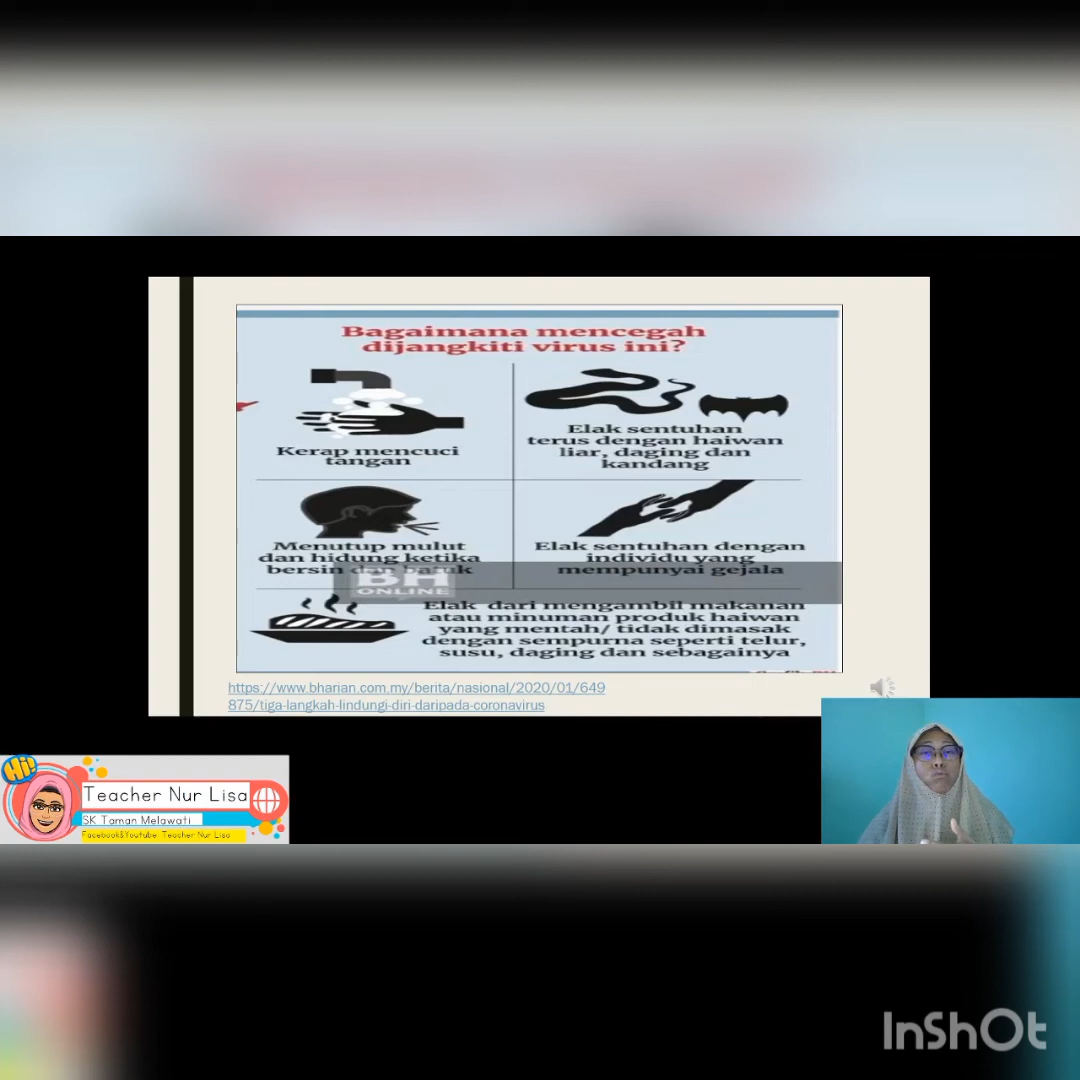 Bagaimana mencegah
dijangkiti virus ini?
Kerap mencuci
tangan
Elak sentuhan
terus dengan haiwan
liar, daging dan
kandang
Menutup mulut
dan hidung ketika
bersin dan batuk
Elak sentuhan dengan
individu yang
mempunyai gejala
BH
ONLINE
Elak dari mengambil makanan
atau minuman produk haiwan
yang mentah/ tidak dimasak
dengan sempurna seperti telur,
susu, daging dan sebagainya
https://www.bharian.com.my/berita/nasional/2020/01/649
875/tiga-langkah-lindungi-diri-daripada-coronavirus
Hi!
Teacher Nur Lisa
SK Taman Melawati
Facebook&Youtube: Teacher Nur Lisa
InShOt